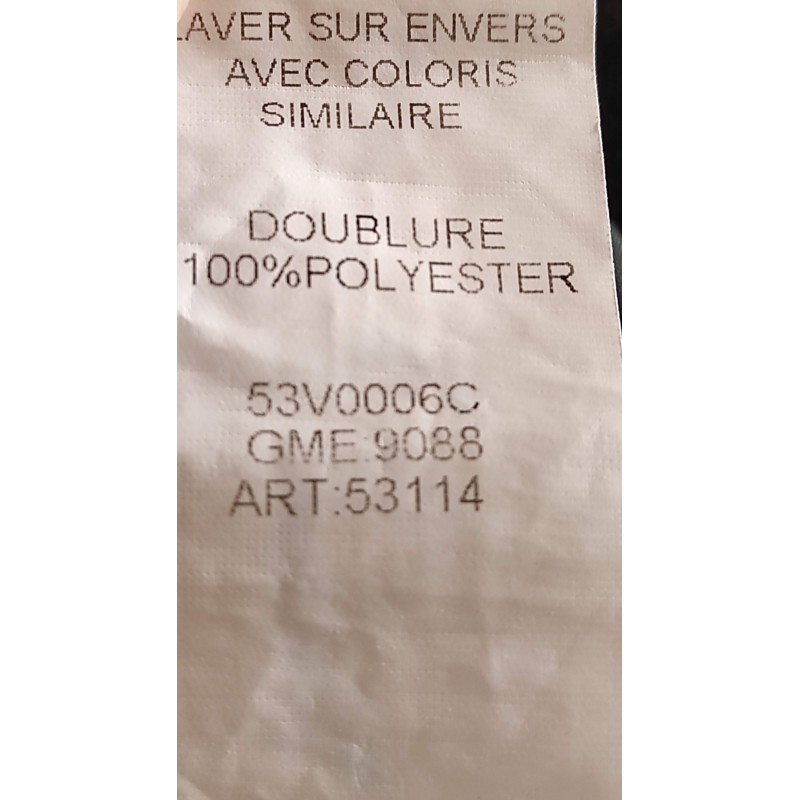 LAVER SUR ENVERS
AVEC COLORIS
SIMILAIRE
DOUBLURE
100%POLYESTER
53V0006C
GME:9088
ART:53114